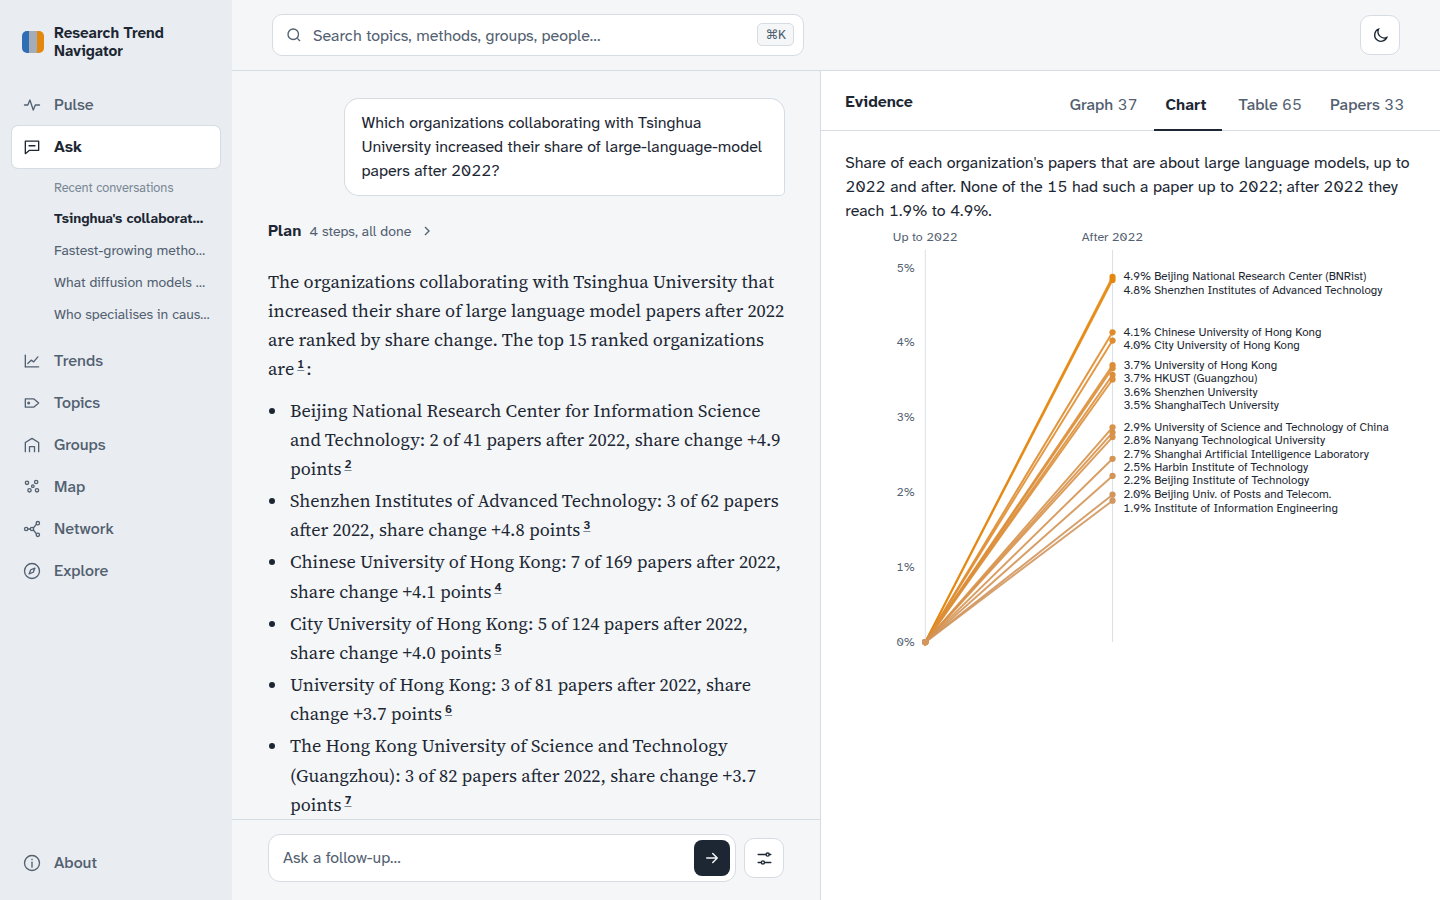 Research Trend
Navigator
Search topics, methods, groups, people...
⌘K
Pulse
Ask
Recent conversations
Tsinghua's collaborat...
Fastest-growing metho...
What diffusion models ...
Who specialises in caus...
Trends
Topics
Groups
Map
Network
Explore
About
Which organizations collaborating with Tsinghua
University increased their share of large-language-model
papers after 2022?
Plan 4 steps, all done
The organizations collaborating with Tsinghua University that
increased their share of large language model papers after 2022
are ranked by share change. The top 15 ranked organizations
are 1 :
• Beijing National Research Center for Information Science
and Technology: 2 of 41 papers after 2022, share change +4.9
points 2
• Shenzhen Institutes of Advanced Technology: 3 of 62 papers
after 2022, share change +4.8 points 3
• Chinese University of Hong Kong: 7 of 169 papers after 2022,
share change +4.1 points 4
• City University of Hong Kong: 5 of 124 papers after 2022,
share change +4.0 points 5
• University of Hong Kong: 3 of 81 papers after 2022, share
change +3.7 points 6
• The Hong Kong University of Science and Technology
(Guangzhou): 3 of 82 papers after 2022, share change +3.7
points 7
Ask a follow-up...
Evidence
Graph 37
Chart
Table 65
Papers 33
Share of each organization's papers that are about large language models, up to
2022 and after. None of the 15 had such a paper up to 2022; after 2022 they
reach 1.9% to 4.9%.
Up to 2022
After 2022
5%
4%
3%
2%
1%
0%
4.9% Beijing National Research Center (BNRist)
4.8% Shenzhen Institutes of Advanced Technology
4.1% Chinese University of Hong Kong
4.0% City University of Hong Kong
3.7% University of Hong Kong
3.7% HKUST (Guangzhou)
3.6% Shenzhen University
3.5% ShanghaiTech University
2.9% University of Science and Technology of China
2.8% Nanyang Technological University
2.7% Shanghai Artificial Intelligence Laboratory
2.5% Harbin Institute of Technology
2.2% Beijing Institute of Technology
2.0% Beijing Univ. of Posts and Telecom.
1.9% Institute of Information Engineering